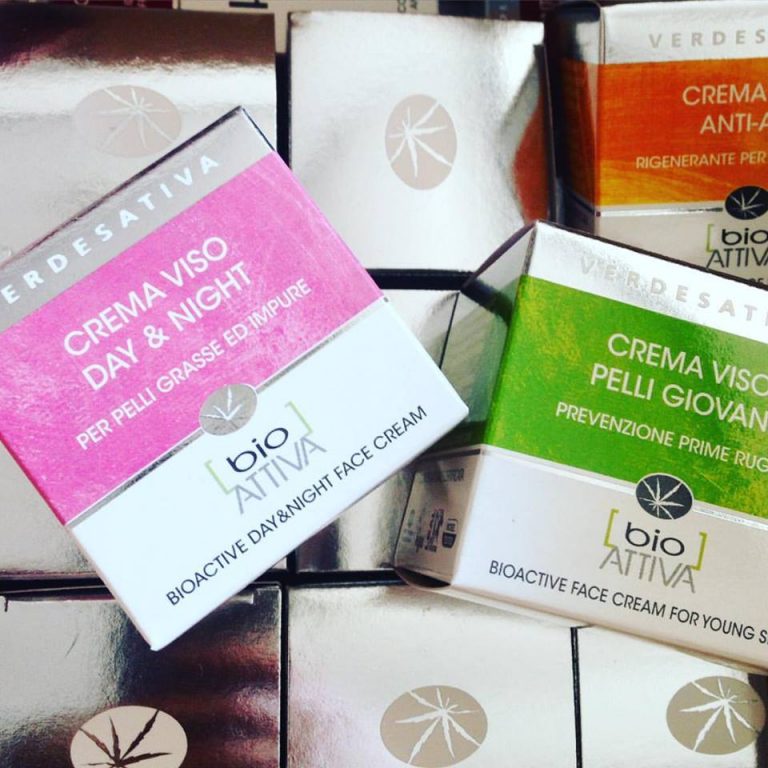 VERDESATIVA
CREMA VISO
DAY & NIGHT
PER PELLI GRASSE ED IMPURE
[bio]
ATTIVA
BIOACTIVE DAY&NIGHT FACE CREAM
VERDES
CREMA
ANTI-A
RIGENERANTE PER
[bio
ATTIVA
VERDESATI
CREMA VISO
PELLI GIOVAN
PREVENZIONE PRIME RUG
[bio]
ATTIVA
BIOACTIVE FACE CREAM FOR YOUNG S